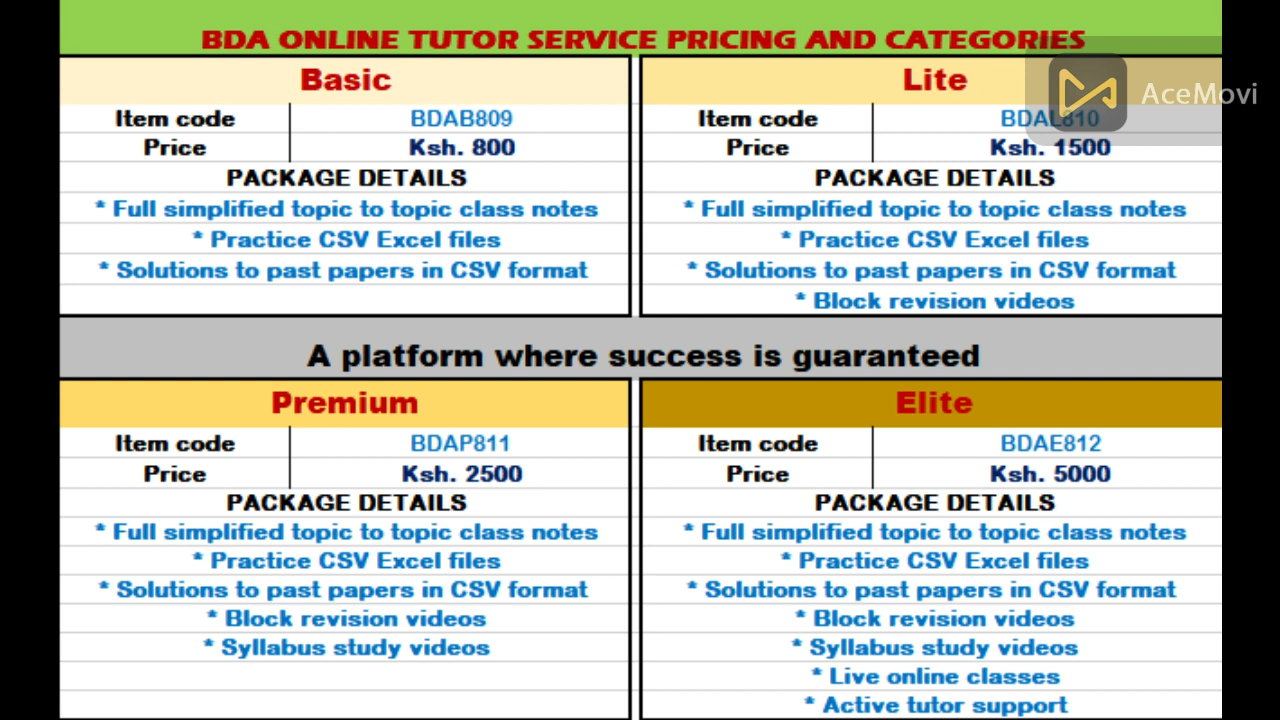 BDA ONLINE TUTOR SERVICE PRICING AND CATEGORIES
AceMovi
Basic
Item code BDAB809
Price Ksh. 800
PACKAGE DETAILS
* Full simplified topic to topic class notes
* Practice CSV Excel files
* Solutions to past papers in CSV format
Lite
Item code BDAL810
Price Ksh. 1500
PACKAGE DETAILS
* Full simplified topic to topic class notes
* Practice CSV Excel files
* Solutions to past papers in CSV format
* Block revision videos
A platform where success is guaranteed
Premium
Item code BDAP811
Price Ksh. 2500
PACKAGE DETAILS
* Full simplified topic to topic class notes
* Practice CSV Excel files
* Solutions to past papers in CSV format
* Block revision videos
* Syllabus study videos
Elite
Item code BDAE812
Price Ksh. 5000
PACKAGE DETAILS
* Full simplified topic to topic class notes
* Practice CSV Excel files
* Solutions to past papers in CSV format
* Block revision videos
* Syllabus study videos
* Live online classes
* Active tutor support